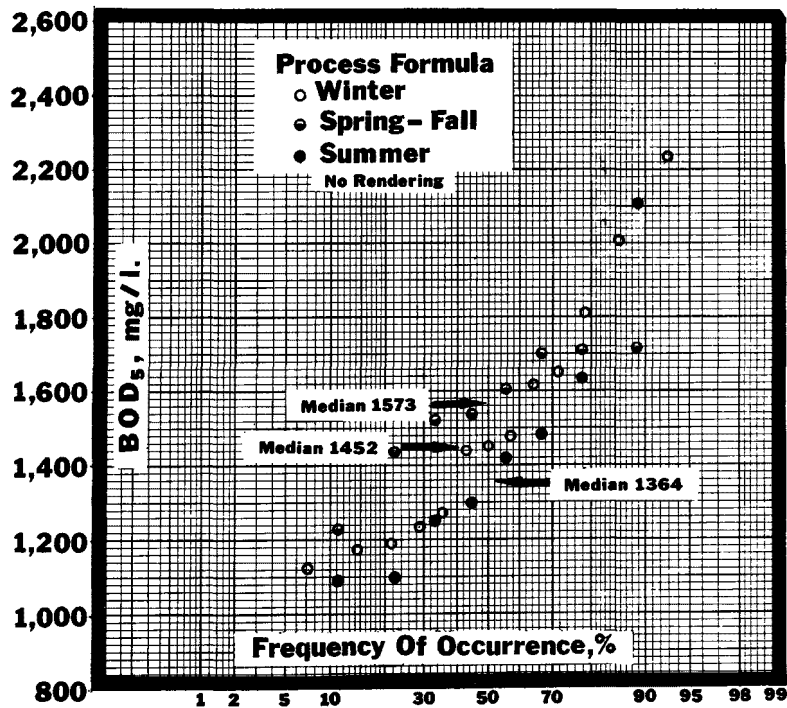 2,600
2,400
2,200
2,000
1,800
1,600
1,400
1,200
1,000
800
BOD5, mg/l.
Process Formula
Winter
Spring-Fall
Summer
No Rendering
Median 1573
Median 1452
Median 1364
Frequency Of Occurrence,%
1 2 5 10 30 50 70 90 95 98 99